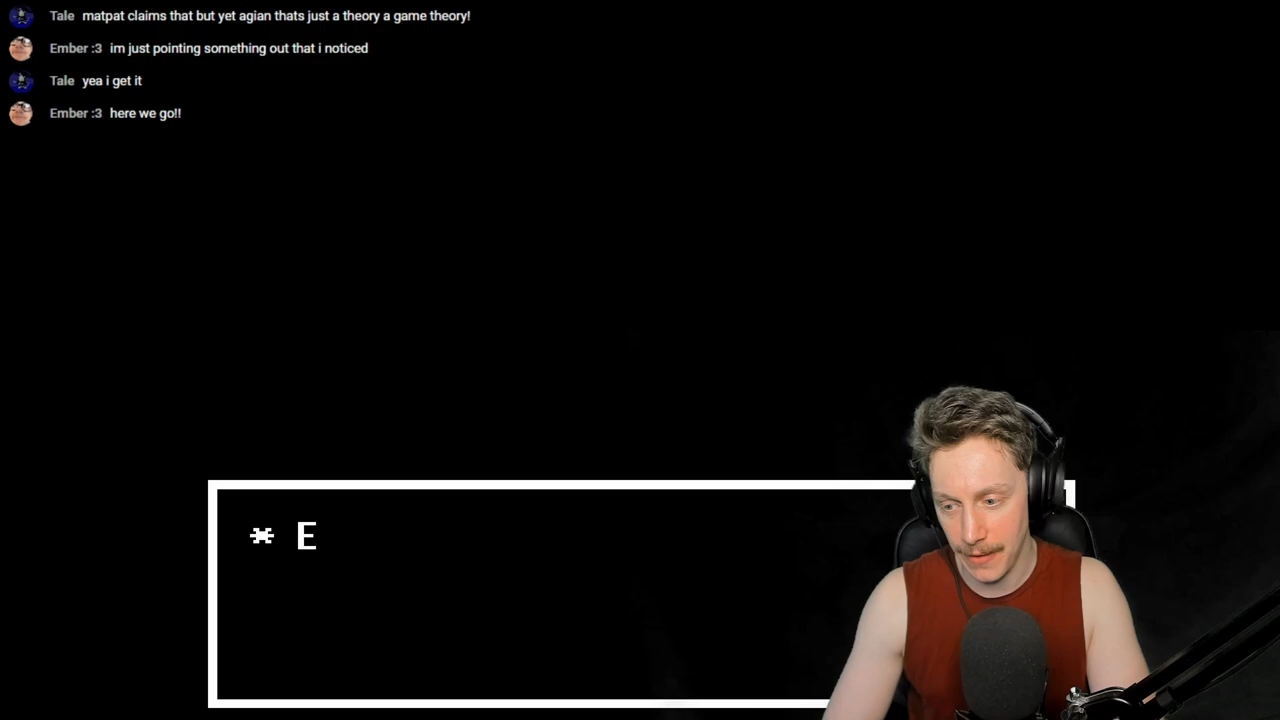 Tale matpat claims that but yet agian thats just a theory a game theory!
Ember :3 im just pointing something out that i noticed
Tale yea i get it
Ember :3 here we go!!
* E